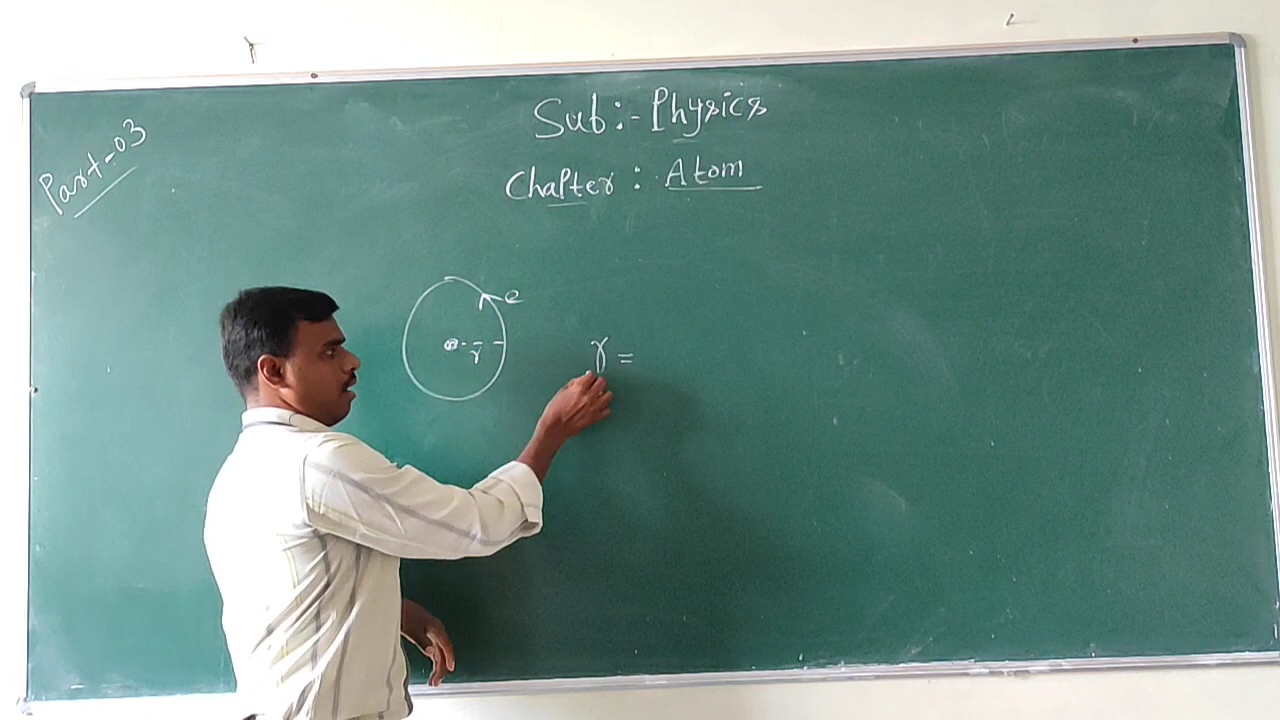 Part-03
Sub:- Physics
Chapter : Atom
e
r
r =